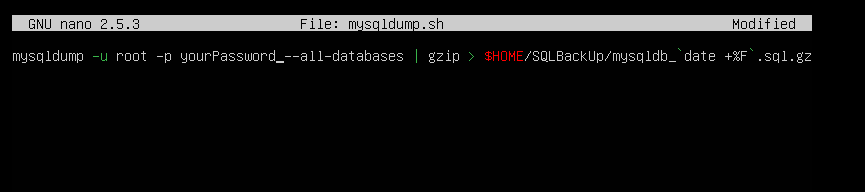 GNU nano 2.5.3 File: mysqldump.sh Modified
mysqldump -u root -p yourPassword --all-databases | gzip > $HOME/SQLBackUp/mysqldb_`date +%F`.sql.gz